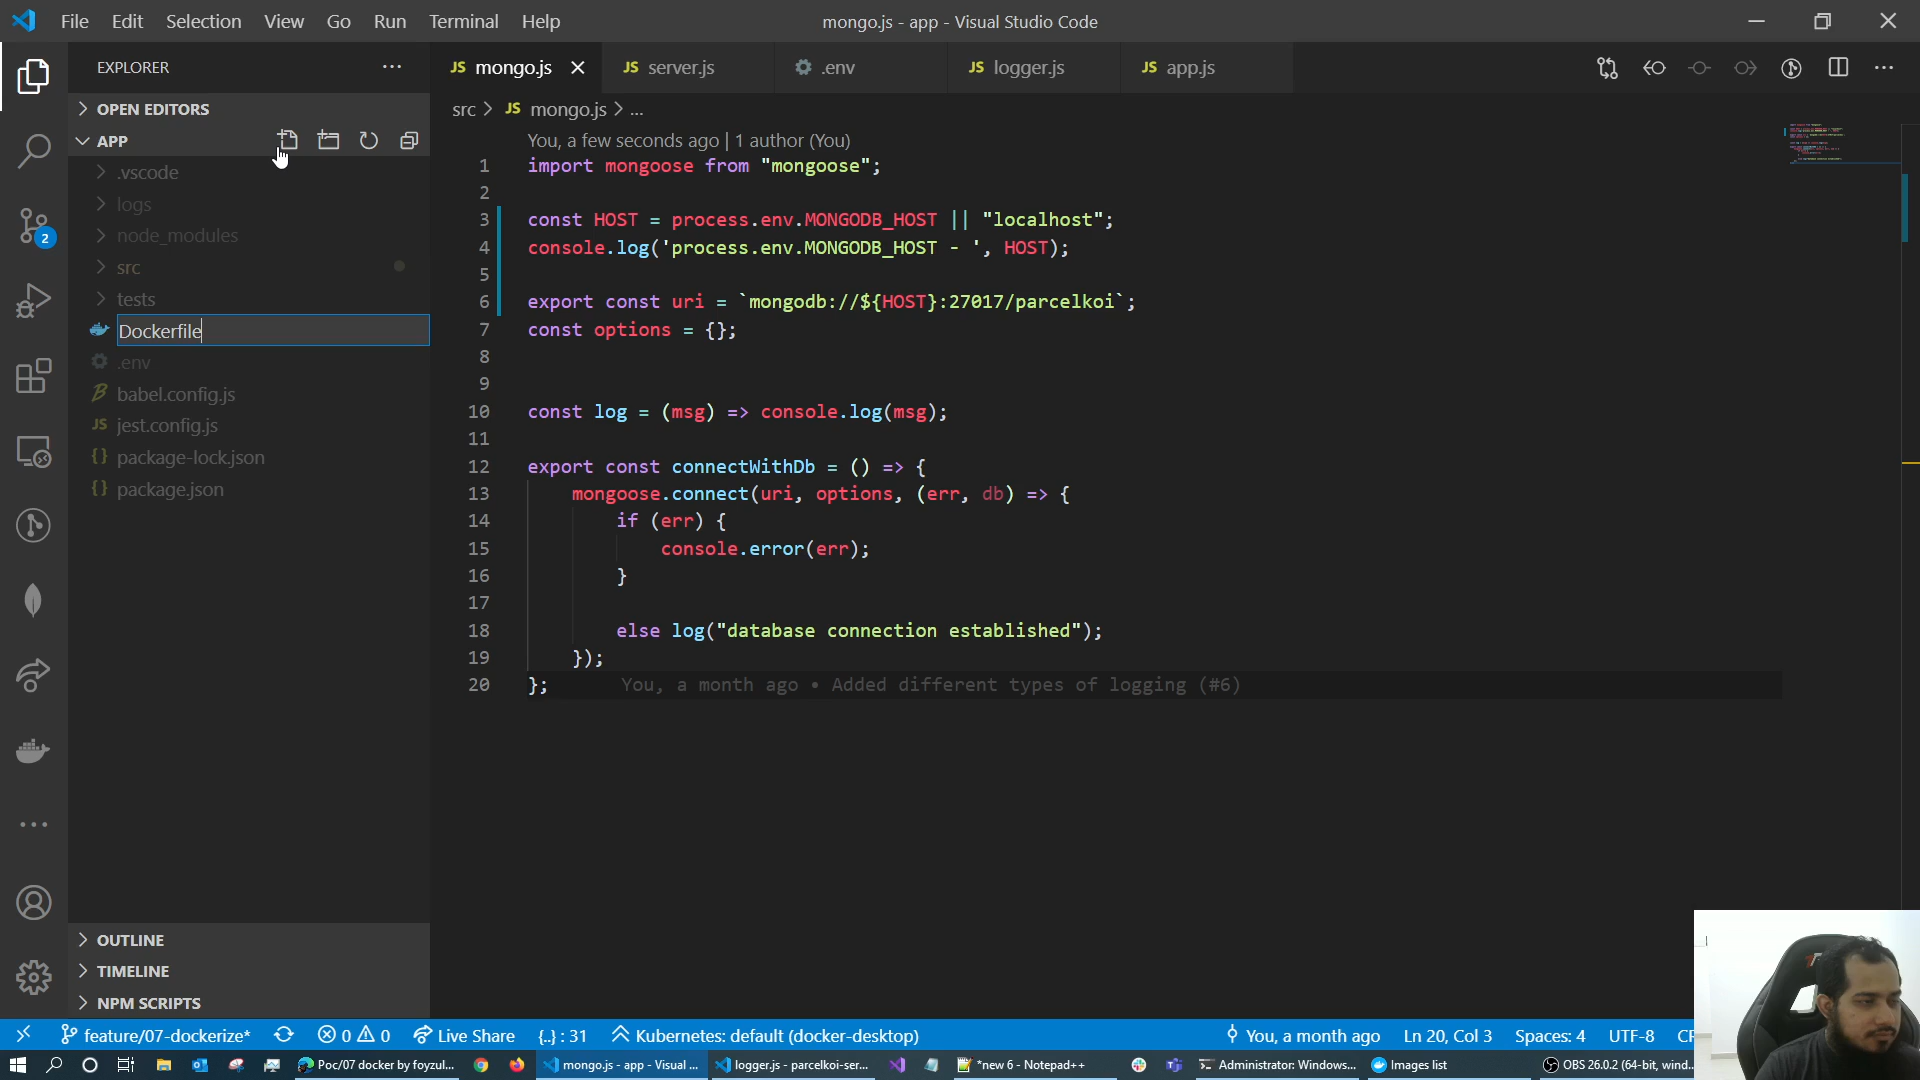 File Edit Selection View Go Run Terminal Help
mongo.js - app - Visual Studio Code
EXPLORER
OPEN EDITORS
APP
.vscode
logs
node_modules
src
tests
Dockerfile
.env
babel.config.js
JS jest.config.js
{} package-lock.json
{} package.json
OUTLINE
TIMELINE
NPM SCRIPTS
JS mongo.js
JS server.js
.env
JS logger.js
JS app.js
src > JS mongo.js > ...
You, a few seconds ago | 1 author (You)
1 import mongoose from "mongoose";
2
3 const HOST = process.env.MONGODB_HOST || "localhost";
4 console.log('process.env.MONGODB_HOST - ', HOST);
5
6 export const uri = `mongodb://${HOST}:27017/parcelkoi`;
7 const options = {};
8
9
10 const log = (msg) => console.log(msg);
11
12 export const connectWithDb = () => {
13 mongoose.connect(uri, options, (err, db) => {
14 if (err) {
15 console.error(err);
16 }
17
18 else log("database connection established");
19 });
20 }; You, a month ago • Added different types of logging (#6)
2
feature/07-dockerize* 0 0 Live Share {..} : 31 Kubernetes: default (docker-desktop) You, a month ago Ln 20, Col 3 Spaces: 4 UTF-8
Poc/07 docker by foyzul... mongo.js - app - Visual ... logger.js - parcelkoi-ser... *new 6 - Notepad++ Administrator: Windows... Images list OBS 26.0.2 (64-bit, wind...